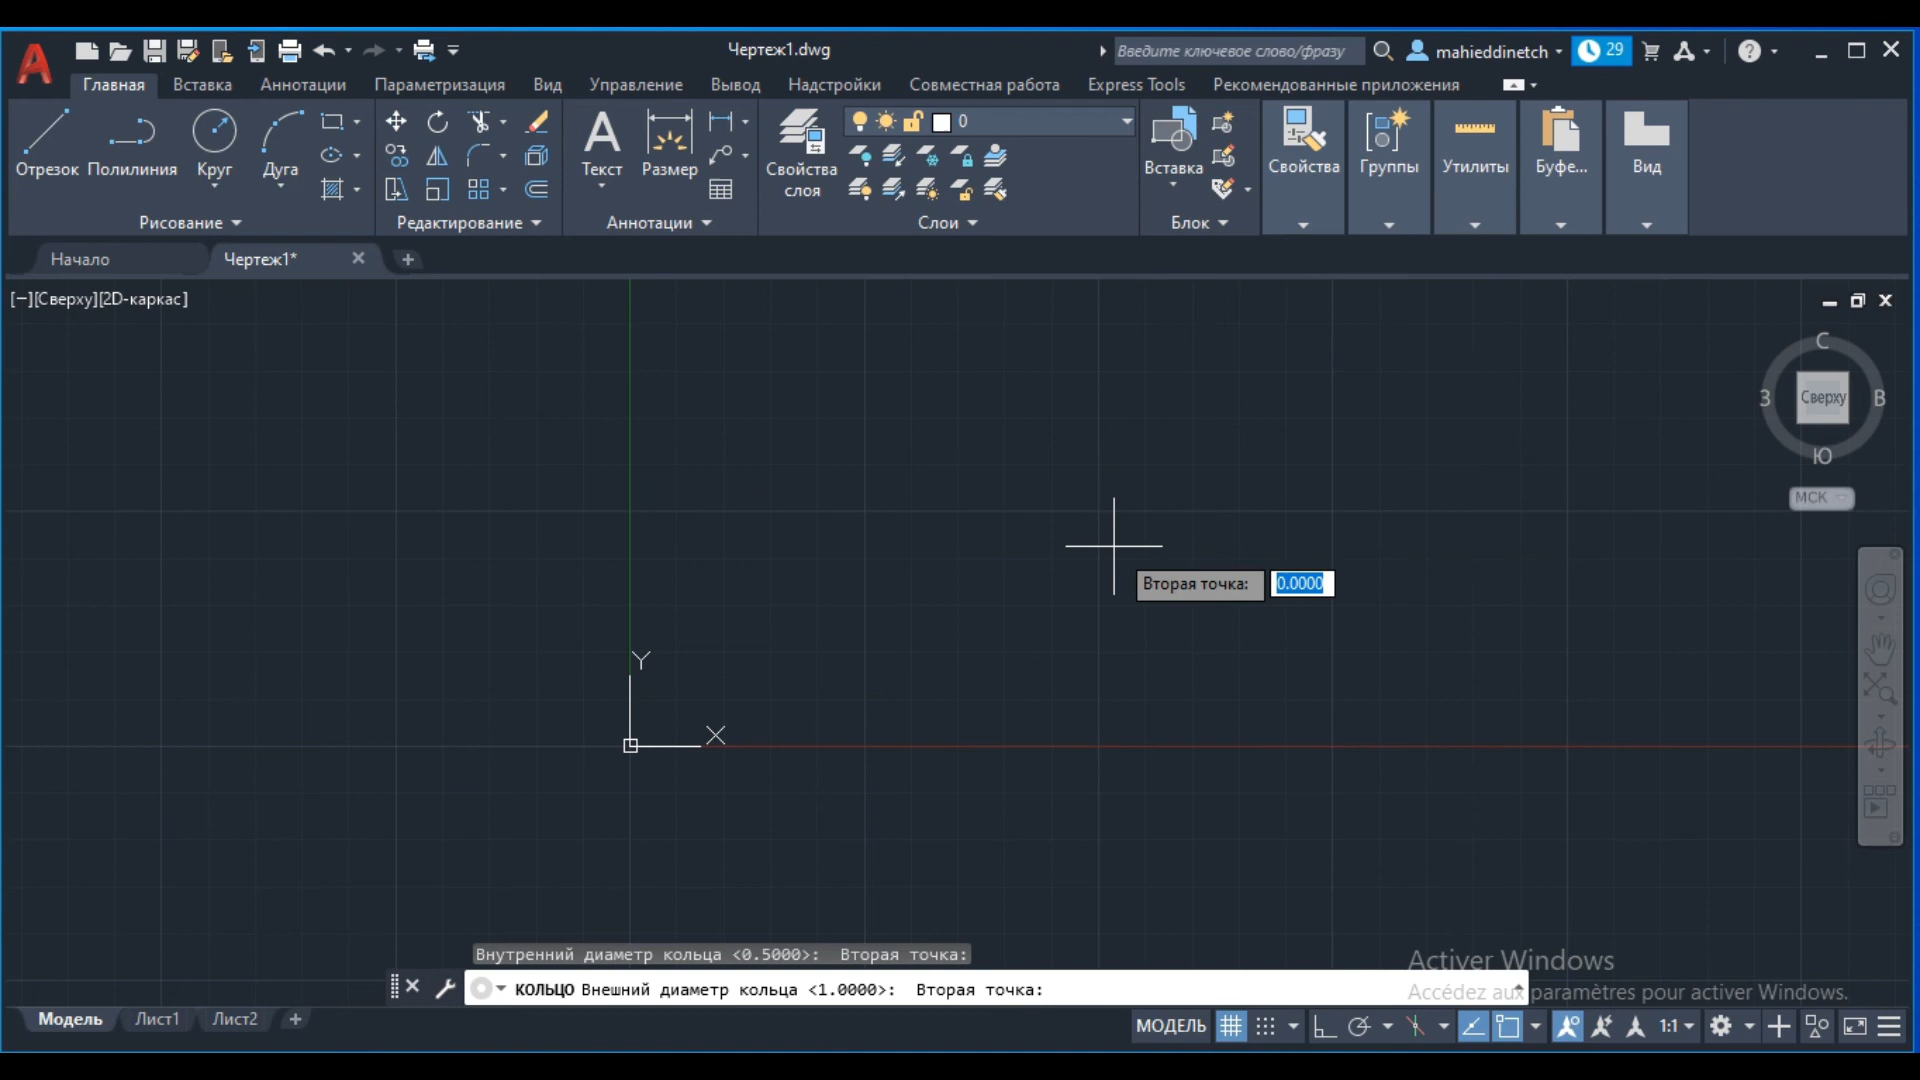 Чертеж1.dwg
Введите ключевое слово/фразу
mahieddinetch
29
Главная Вставка Аннотации Параметризация Вид Управление Вывод Надстройки Совместная работа Express Tools Рекомендованные приложения
0
Отрезок Полилиния Круг Дуга
Текст Размер
Свойства слоя
Вставка
Свойства Группы Утилиты Буфе... Вид
Рисование Редактирование Аннотации Слои Блок
Начало Чертеж1*
[−][Сверху][2D-каркас]
С
З Сверху В
Ю
МСК
Вторая точка: 0.0000
Y
X
Внутренний диаметр кольца <0.5000>: Вторая точка:
КОЛЬЦО Внешний диаметр кольца <1.0000>: Вторая точка:
Activer Windows
Accédez aux paramètres pour activer Windows.
Модель Лист1 Лист2
МОДЕЛЬ 1:1